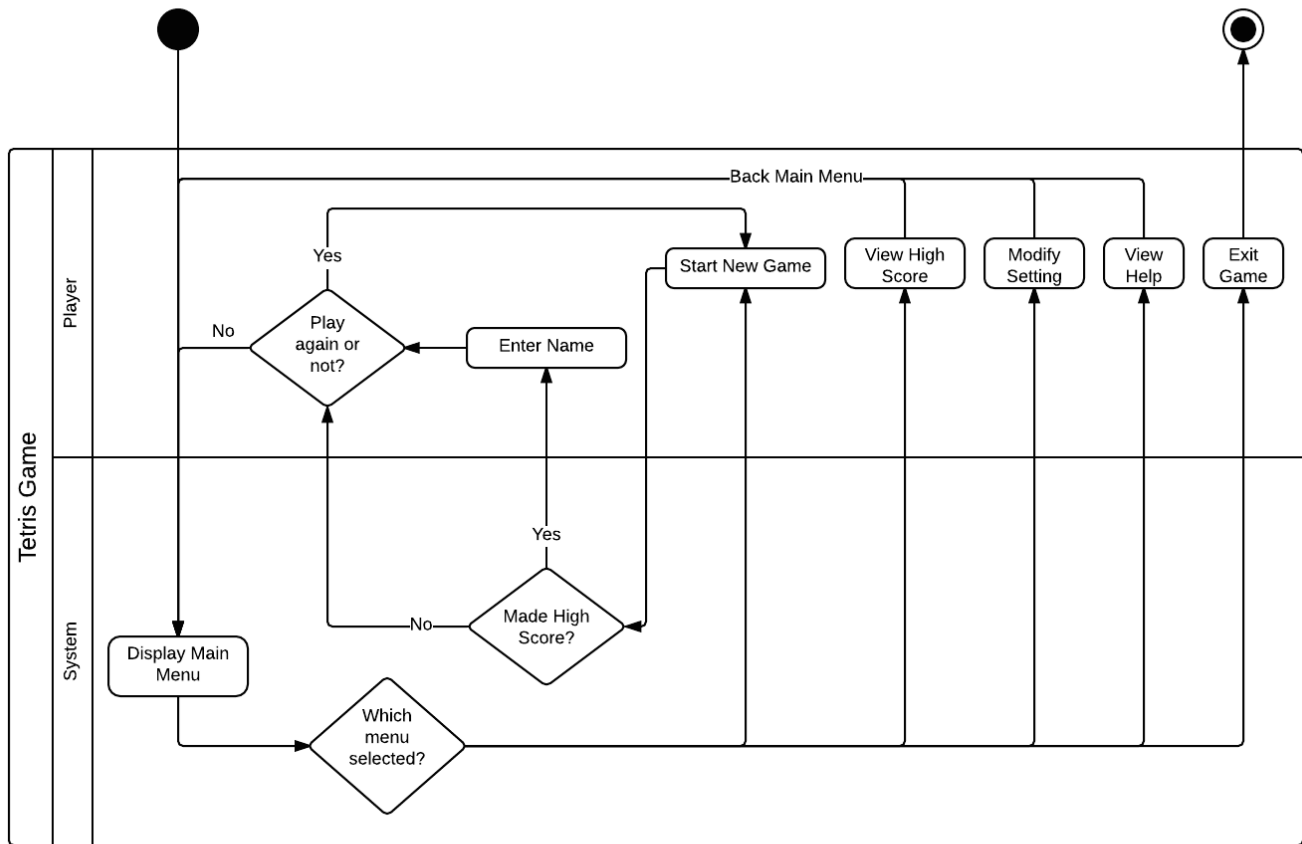 Tetris Game
Player
System
Back Main Menu
Yes
Start New Game
View High
Score
Modify
Setting
View
Help
Exit
Game
No
Play
again or
not?
Enter Name
Yes
Made High
Score?
No
Display Main
Menu
Which
menu
selected?